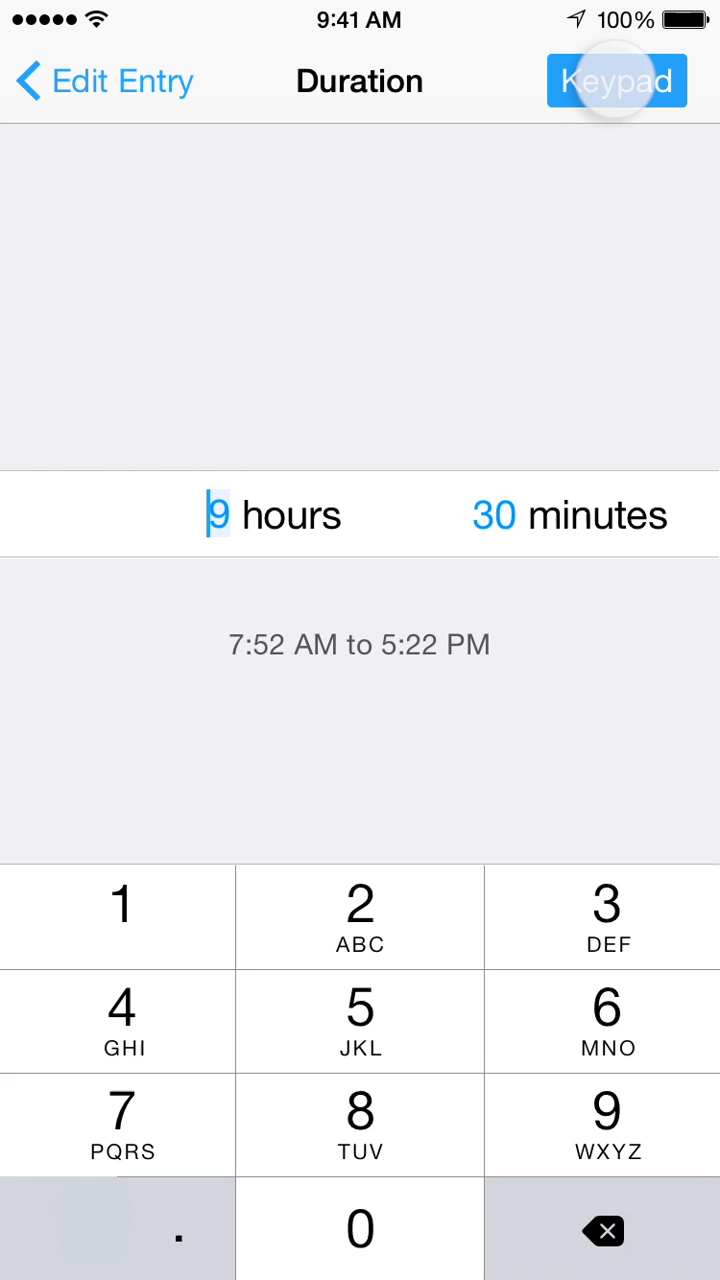 9:41 AM 100%
Edit Entry Duration Keypad
9 hours 30 minutes
7:52 AM to 5:22 PM
1 2 3
ABC DEF
4 5 6
GHI JKL MNO
7 8 9
PQRS TUV WXYZ
. 0